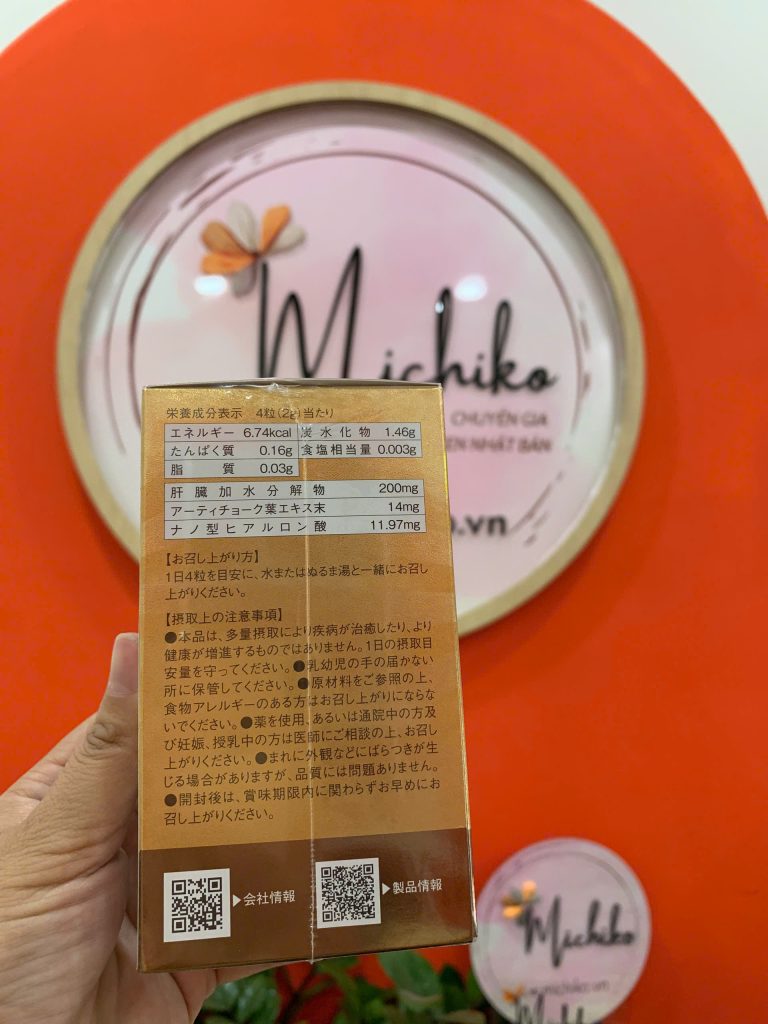 Michiko
CHUYÊN GIA
ẸN NHẬT BẢN
o.vn
栄養成分表示 4粒(2g)当たり
エネルギー 6.74kcal 炭水化物 1.46g
たんぱく質 0.16g 食塩相当量 0.003g
脂質 0.03g
肝臓加水分解物 200mg
アーティチョーク葉エキス末 14mg
ナノ型ヒアルロン酸 11.97mg
【お召し上がり方】
1日4粒を目安に、水またはぬるま湯と一緒にお召し
上がりください。
【摂取上の注意事項】
●本品は、多量摂取により疾病が治癒したり、より
健康が増進するものではありません。1日の摂取目
安量を守ってください。●乳幼児の手の届かない
所に保管してください。●原材料をご参照の上、
食物アレルギーのある方はお召し上がりにならな
いでください。●薬を使用、あるいは通院中の方及
び妊娠、授乳中の方は医師にご相談の上、お召し
上がりください。●まれに外観などにばらつきが生
じる場合がありますが、品質には問題ありません。
●開封後は、賞味期限内に関わらずお早めにお
召し上がりください。
会社情報
製品情報
Michiko
michiko.vn